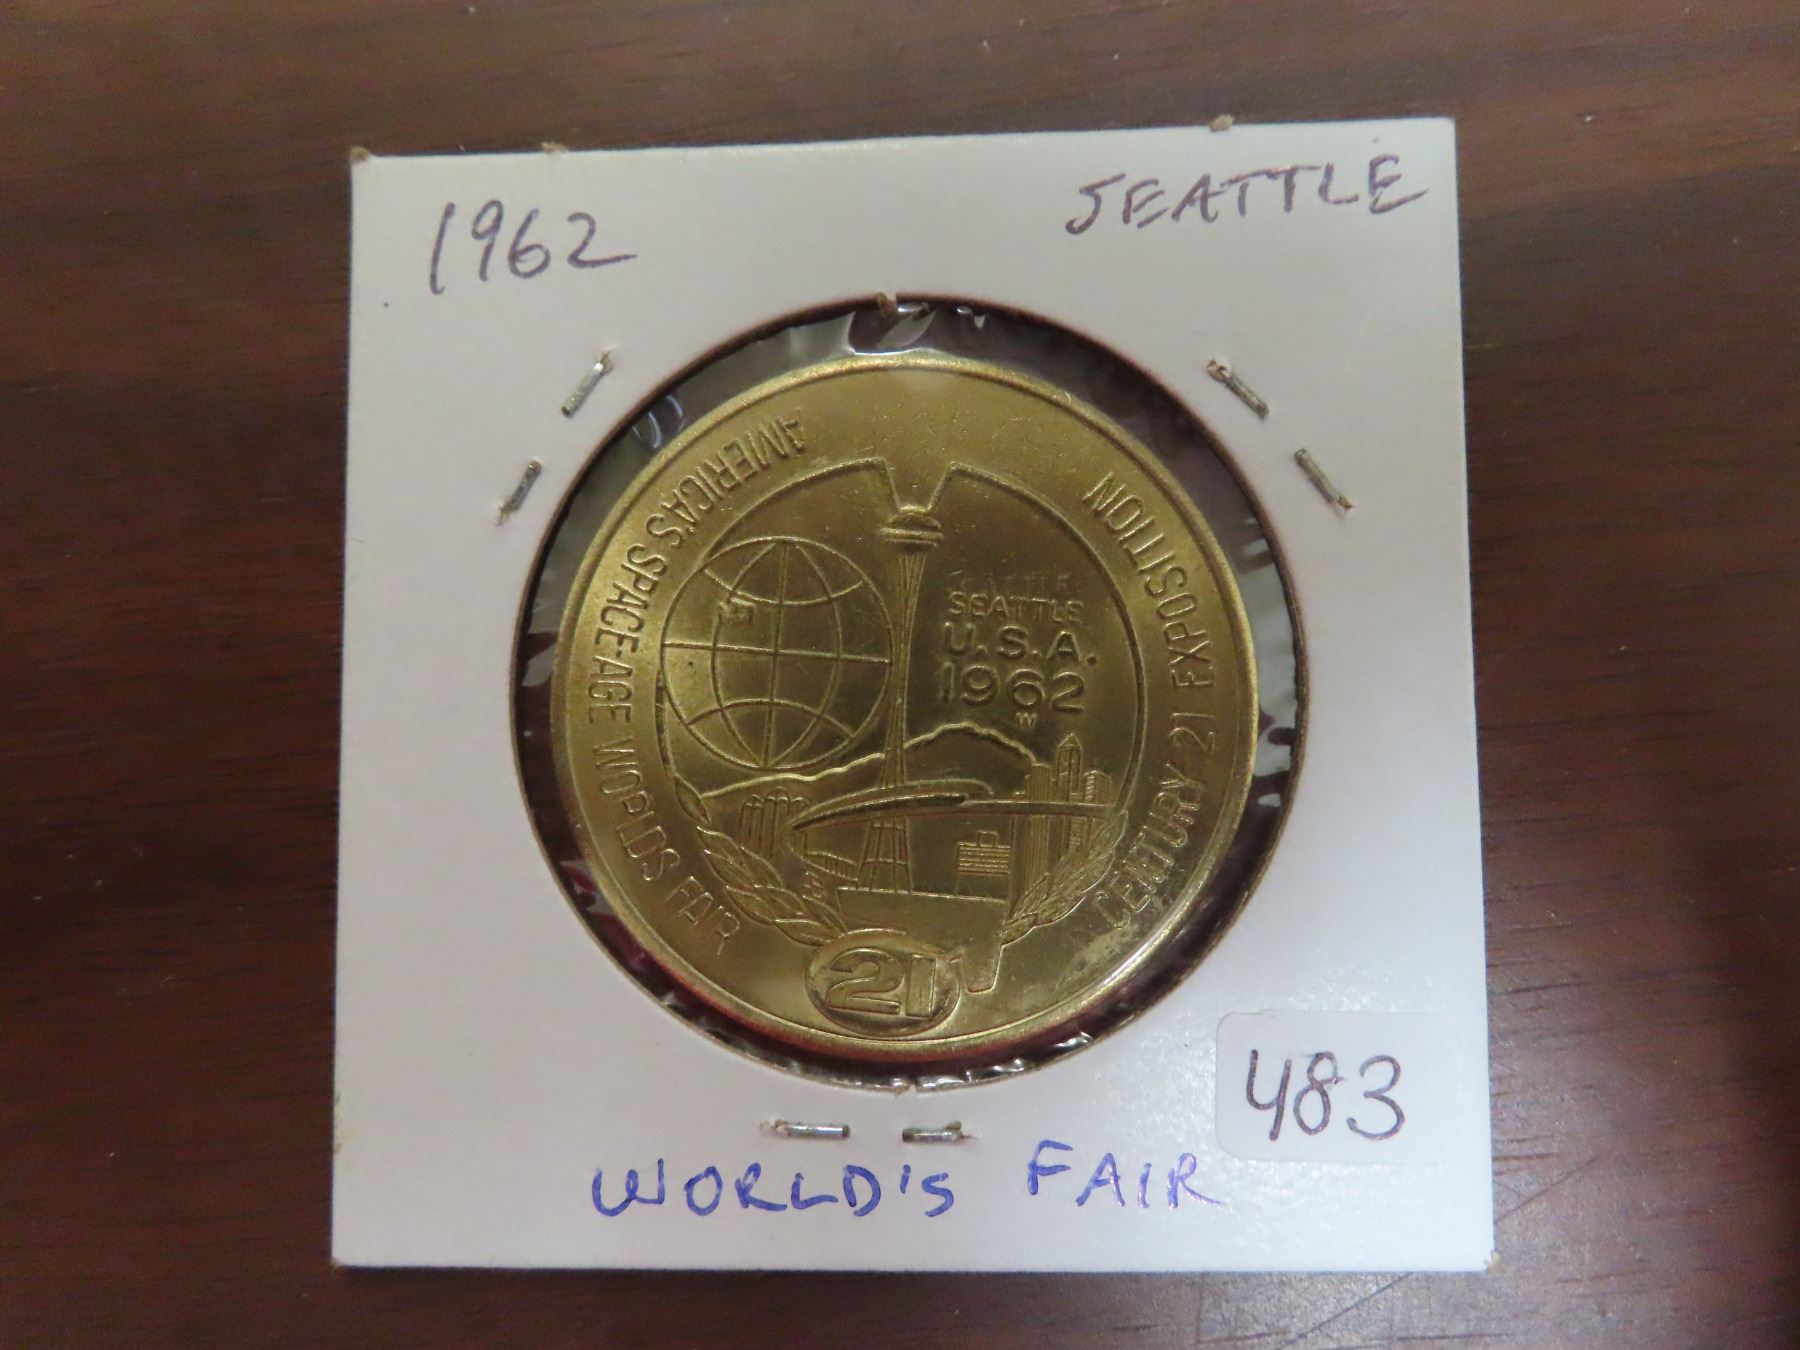 1962 SEATTLE
AMERICA'S SPACE-AGE WORLDS FAIR
CENTURY 21 EXPOSITION
SEATTLE
U.S.A.
1962
W
21
483
WORLD'S FAIR